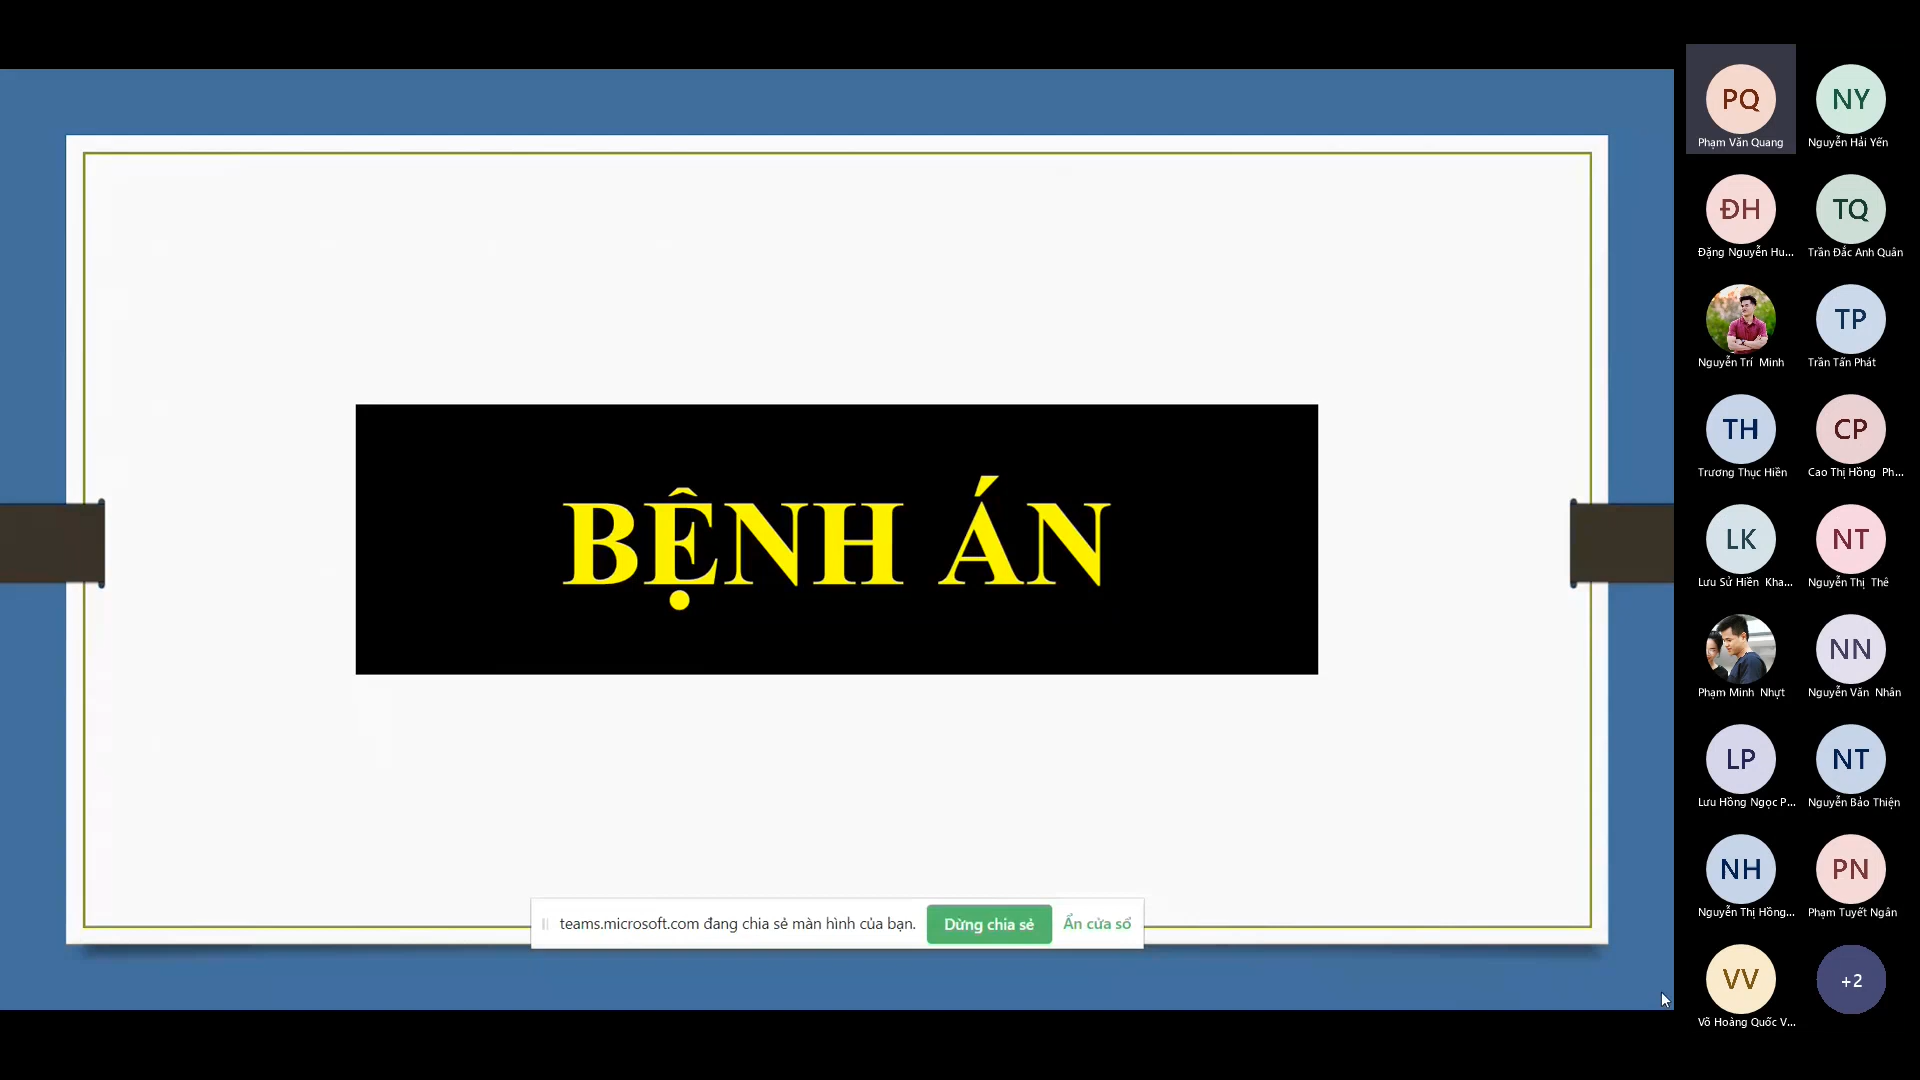 BỆNH ÁN
teams.microsoft.com đang chia sẻ màn hình của bạn. Dừng chia sẻ Ẩn cửa sổ
PQ NY
Phạm Văn Quang Nguyễn Hải Yến
ĐH TQ
Đặng Nguyễn Hu... Trần Đắc Anh Quân
TP
Nguyễn Trí Minh Trần Tấn Phát
TH CP
Trương Thục Hiền Cao Thị Hồng Ph...
LK NT
Lưu Sử Hiền Kha... Nguyễn Thị Thê
NN
Phạm Minh Nhựt Nguyễn Văn Nhân
LP NT
Lưu Hồng Ngọc P... Nguyễn Bảo Thiện
NH PN
Nguyễn Thị Hồng... Phạm Tuyết Ngân
VV +2
Võ Hoàng Quốc V...